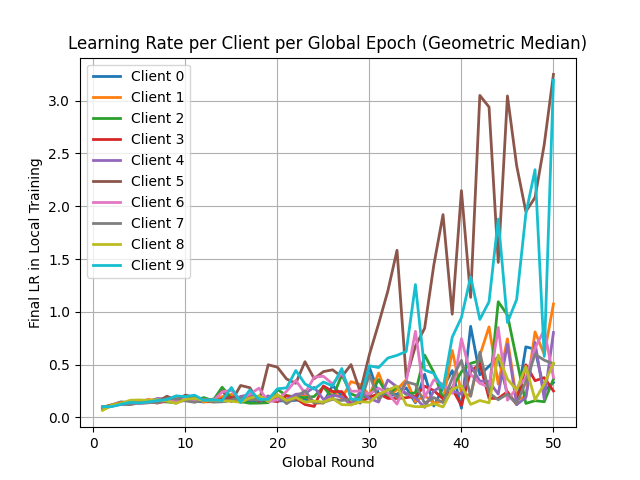 Learning Rate per Client per Global Epoch (Geometric Median)
Final LR in Local Training
3.0
2.5
2.0
1.5
1.0
0.5
0.0
Client 0
Client 1
Client 2
Client 3
Client 4
Client 5
Client 6
Client 7
Client 8
Client 9
0
10
20
30
40
50
Global Round